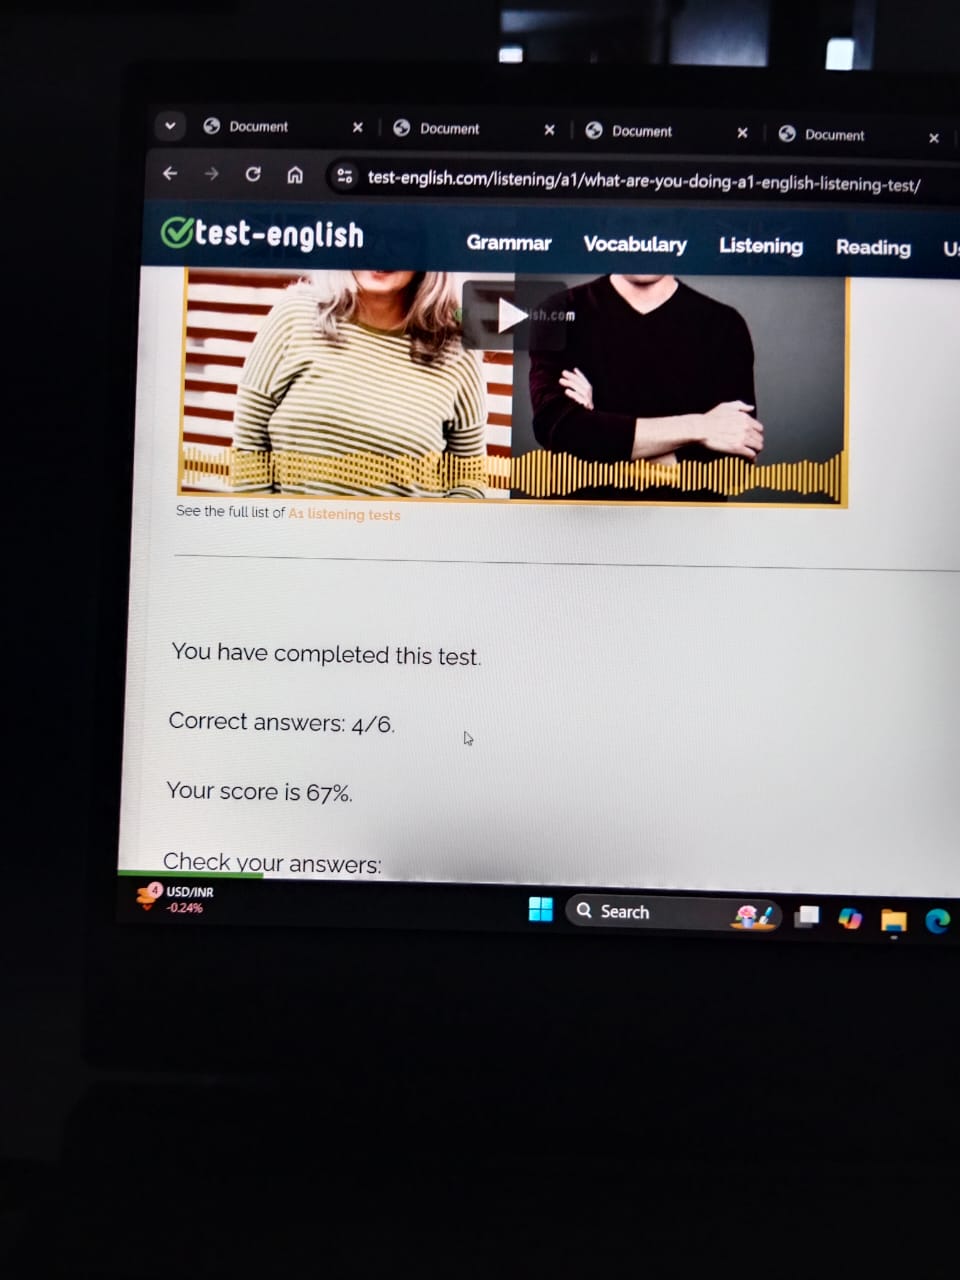 Document
Document
Document
Document
test-english.com/listening/a1/what-are-you-doing-a1-english-listening-test/
test-english
Grammar Vocabulary Listening Reading
ish.com
See the full list of A1 listening tests
You have completed this test.
Correct answers: 4/6.
Your score is 67%.
Check your answers:
4
USD/INR
-0.24%
Search